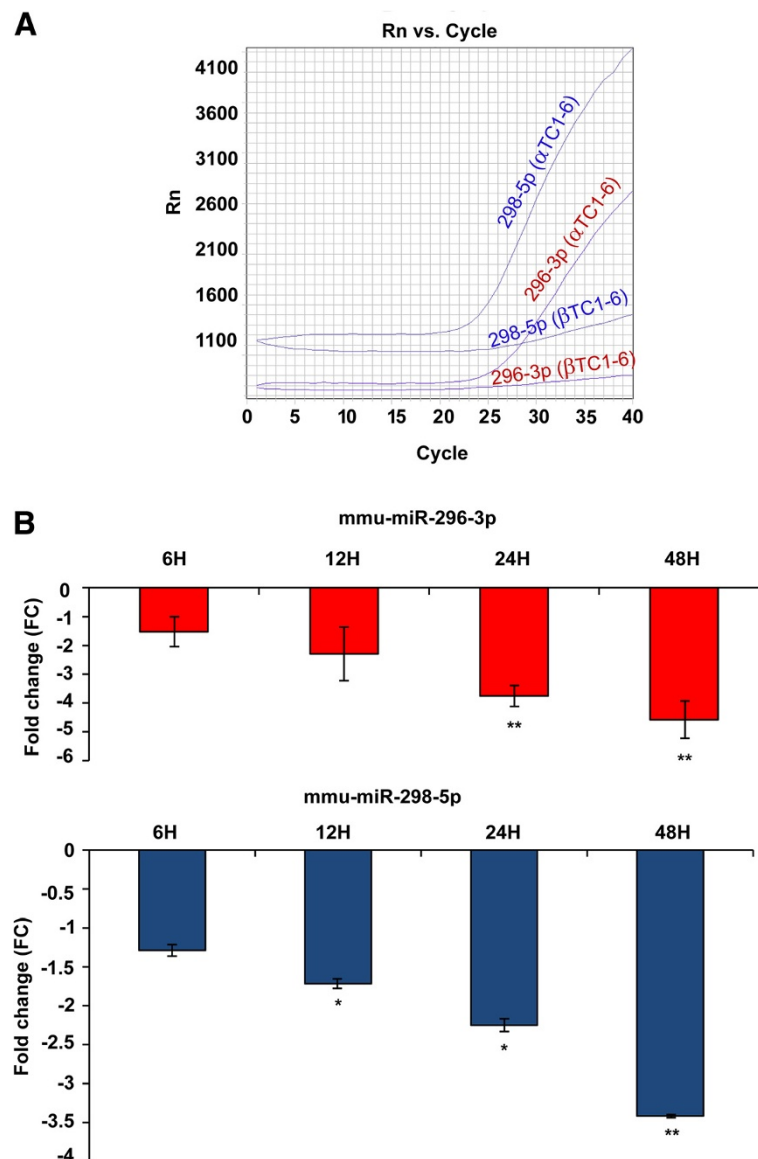 A
Rn vs. Cycle
4100
3600
3100
2600
2100
1600
1100
Rn
298-5p (αTC1-6)
296-3p (αTC1-6)
298-5p (βTC1-6)
296-3p (βTC1-6)
0 5 10 15 20 25 30 35 40
Cycle
B
mmu-miR-296-3p
6H 12H 24H 48H
Fold change (FC)
0
-1
-2
-3
-4
-5
-6
** **
mmu-miR-298-5p
6H 12H 24H 48H
Fold change (FC)
0
-0.5
-1
-1.5
-2
-2.5
-3
-3.5
-4
* * **